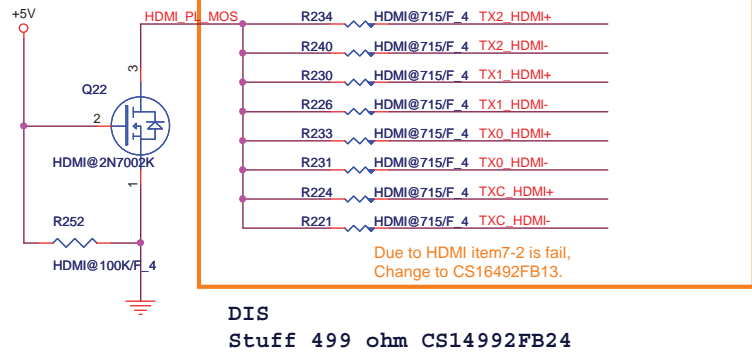 +5V
HDMI_PL_MOS
R234 HDMI@715/F_4 TX2_HDMI+
R240 HDMI@715/F_4 TX2_HDMI-
R230 HDMI@715/F_4 TX1_HDMI+
R226 HDMI@715/F_4 TX1_HDMI-
R233 HDMI@715/F_4 TX0_HDMI+
R231 HDMI@715/F_4 TX0_HDMI-
R224 HDMI@715/F_4 TXC_HDMI+
R221 HDMI@715/F_4 TXC_HDMI-
3
Q22
2
HDMI@2N7002K
1
R252
HDMI@100K/F_4
Due to HDMI item7-2 is fail,
Change to CS16492FB13.
DIS
Stuff 499 ohm CS14992FB24